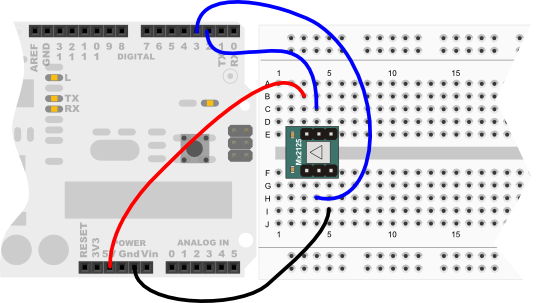 AREF
GND
13
12
11
10
9
8
7
6
5
4
3
2
1
0
TX
RX
DIGITAL
L
TX
RX
RESET
3V3
5V
POWER
Gnd
Vin
ANALOG IN
0 1 2 3 4 5
1 5 10 15
A
B
C
D
E
Mx2125
F
G
H
I
J
1 5 10 15